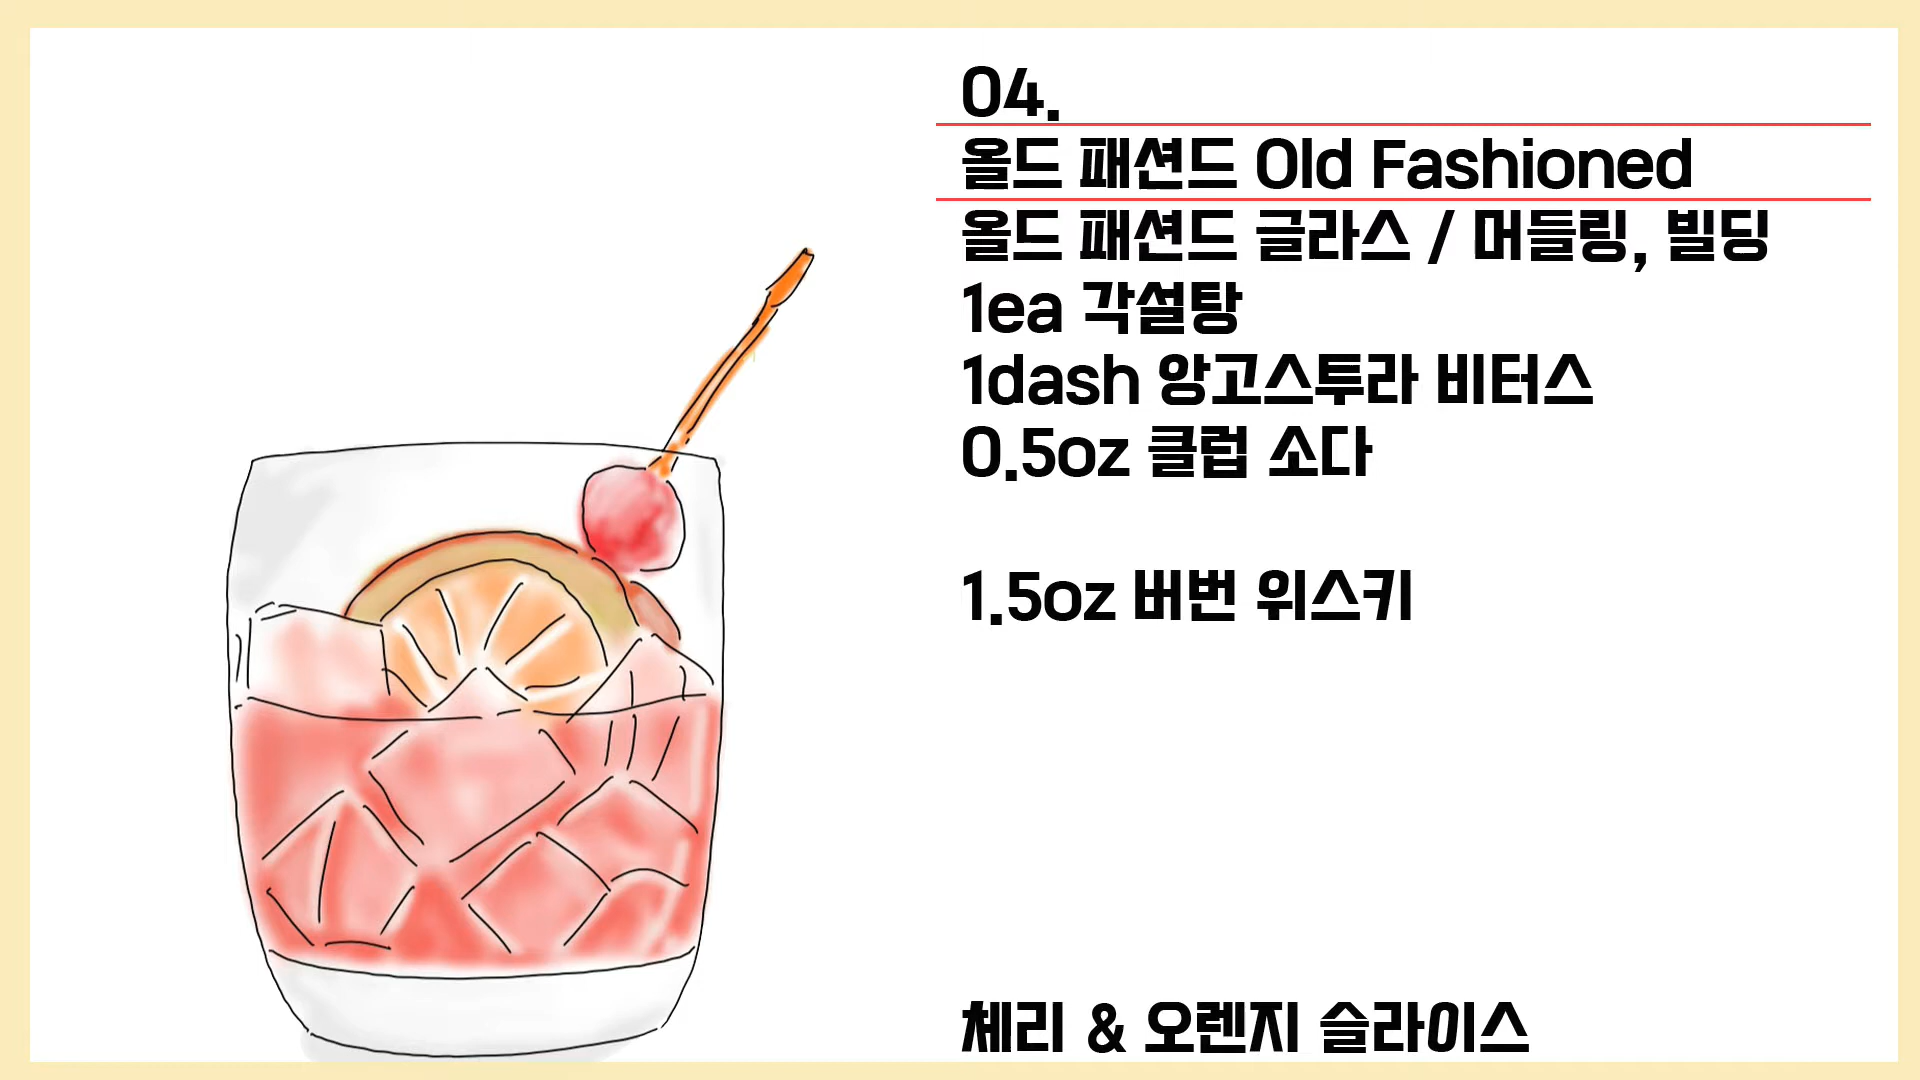 04.
올드 패션드 Old Fashioned
올드 패션드 글라스 / 머들링, 빌딩
1ea 각설탕
1dash 앙고스투라 비터스
0.5oz 클럽 소다
1.5oz 버번 위스키
체리 & 오렌지 슬라이스